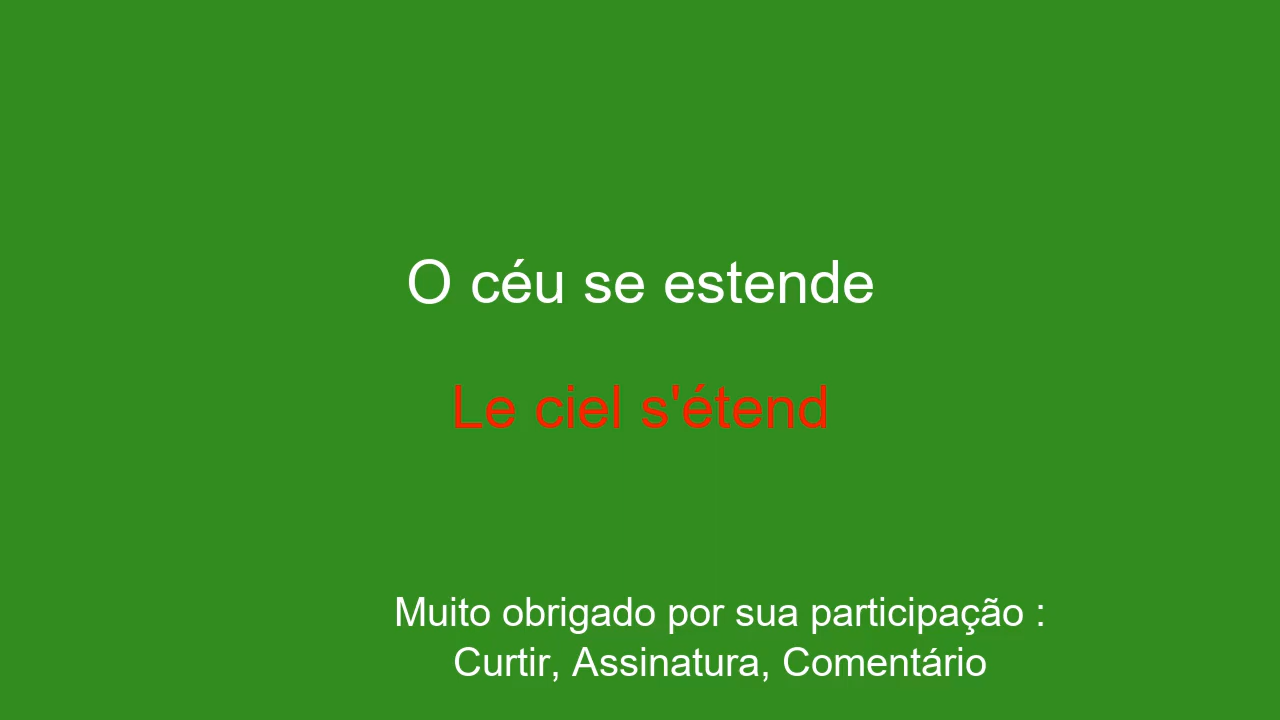 O céu se estende
Le ciel s'étend
Muito obrigado por sua participação :
Curtir, Assinatura, Comentário